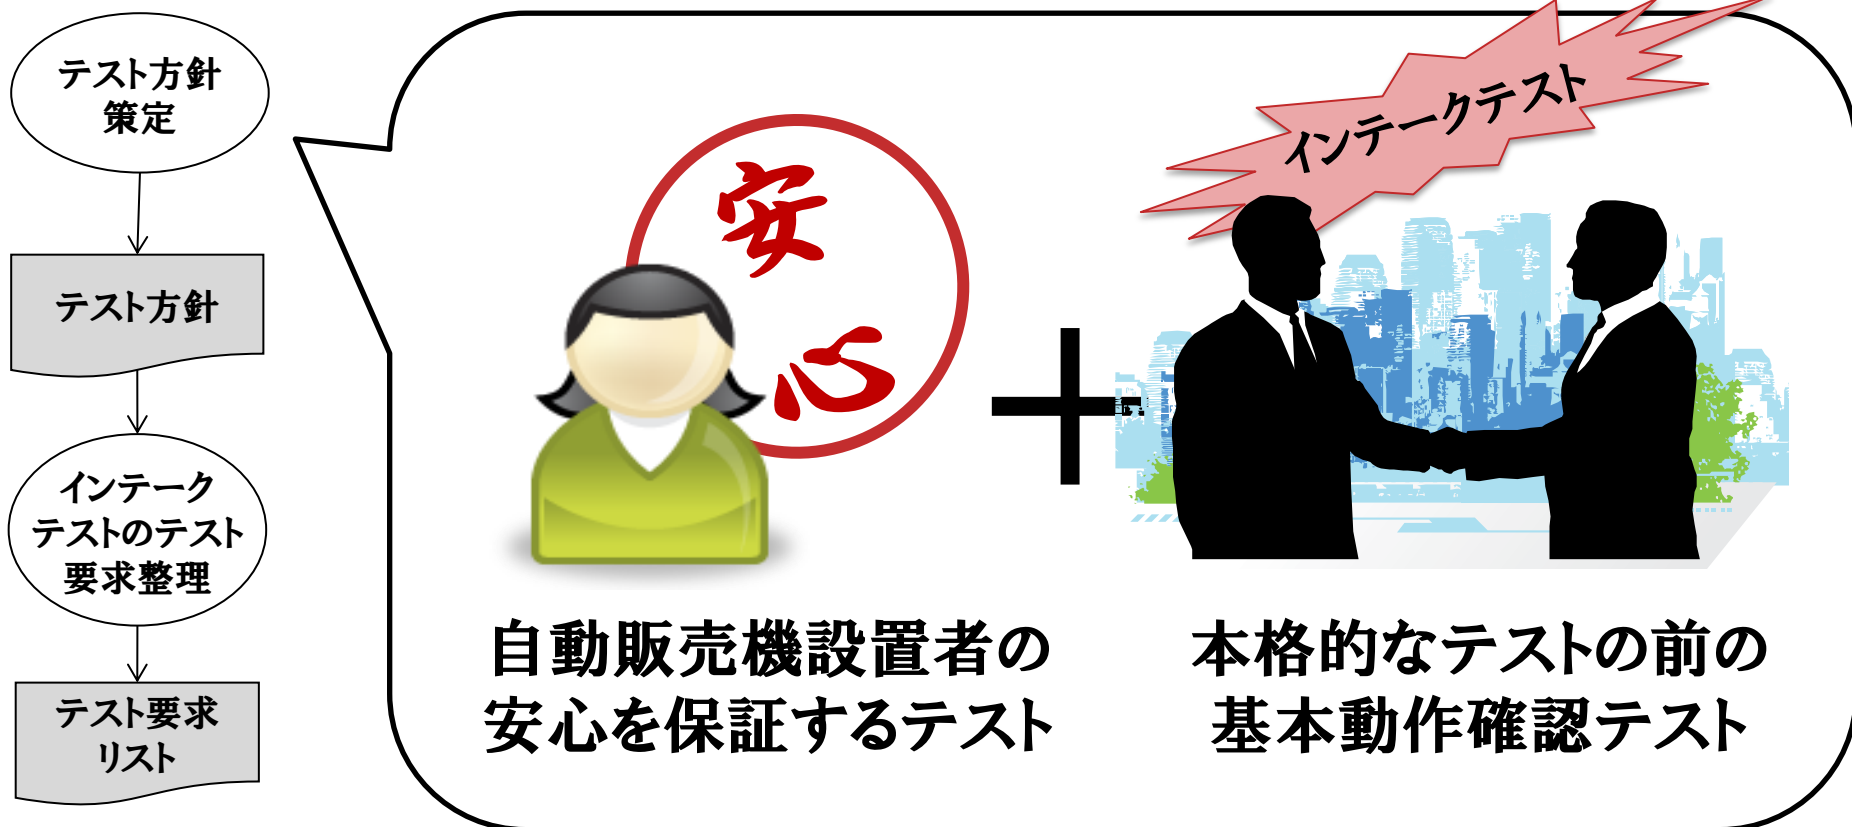 テスト方針
策定
テスト方針
インテーク
テストのテスト
要求整理
テスト要求
リスト
安
心
インテークテスト
自動販売機設置者の
安心を保証するテスト
本格的なテストの前の
基本動作確認テスト